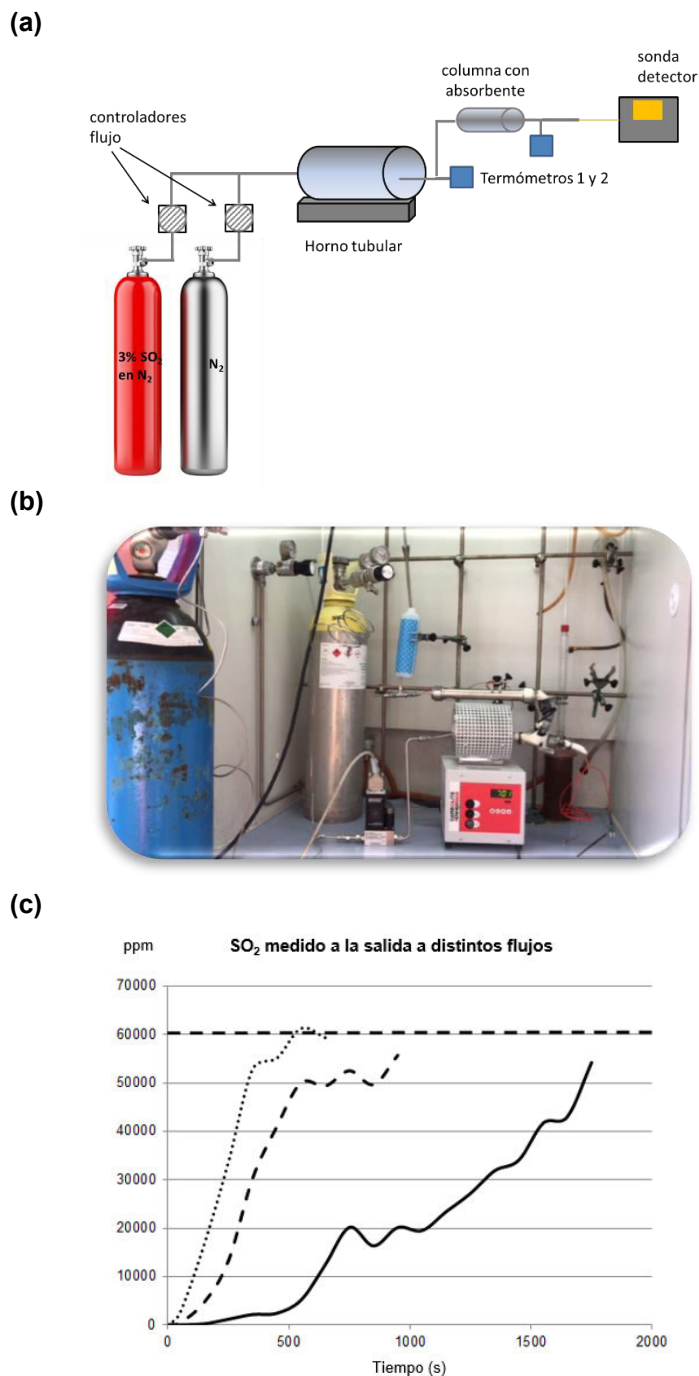 (a)
sonda
detector
columna con
absorbente
controladores
flujo
Termómetros 1 y 2
Horno tubular
3% SO₂
en N₂
N₂
(b)
(c)
ppm
SO₂ medido a la salida a distintos flujos
70000
60000
50000
40000
30000
20000
10000
0
0 500 1000 1500 2000
Tiempo (s)